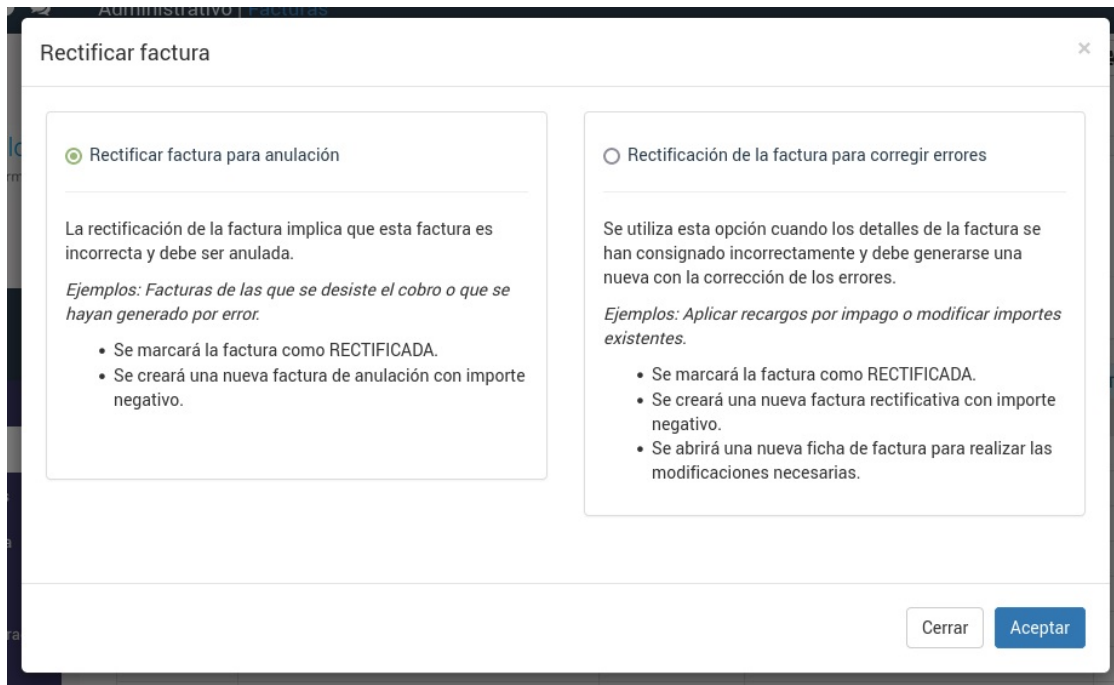 Administrativo | Facturas
Rectificar factura
×
Rectificar factura para anulación
La rectificación de la factura implica que esta factura es
incorrecta y debe ser anulada.
Ejemplos: Facturas de las que se desiste el cobro o que se
hayan generado por error.
• Se marcará la factura como RECTIFICADA.
• Se creará una nueva factura de anulación con importe
negativo.
Rectificación de la factura para corregir errores
Se utiliza esta opción cuando los detalles de la factura se
han consignado incorrectamente y debe generarse una
nueva con la corrección de los errores.
Ejemplos: Aplicar recargos por impago o modificar importes
existentes.
• Se marcará la factura como RECTIFICADA.
• Se creará una nueva factura rectificativa con importe
negativo.
• Se abrirá una nueva ficha de factura para realizar las
modificaciones necesarias.
Cerrar
Aceptar